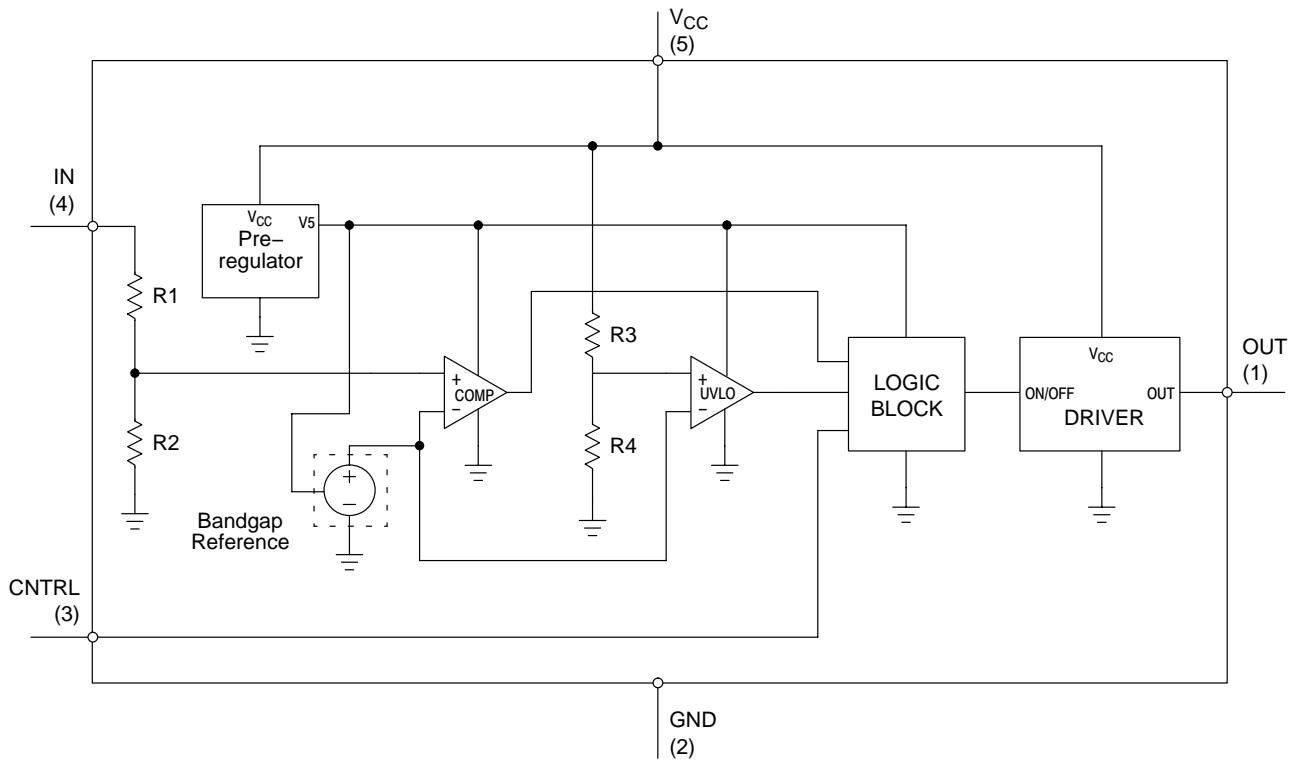 VCC
(5)
IN
(4)
VCC
V5
Pre–
regulator
R1
R2
+
COMP
–
+
–
Bandgap
Reference
R3
R4
+
UVLO
–
LOGIC
BLOCK
VCC
ON/OFF
OUT
DRIVER
OUT
(1)
CNTRL
(3)
GND
(2)